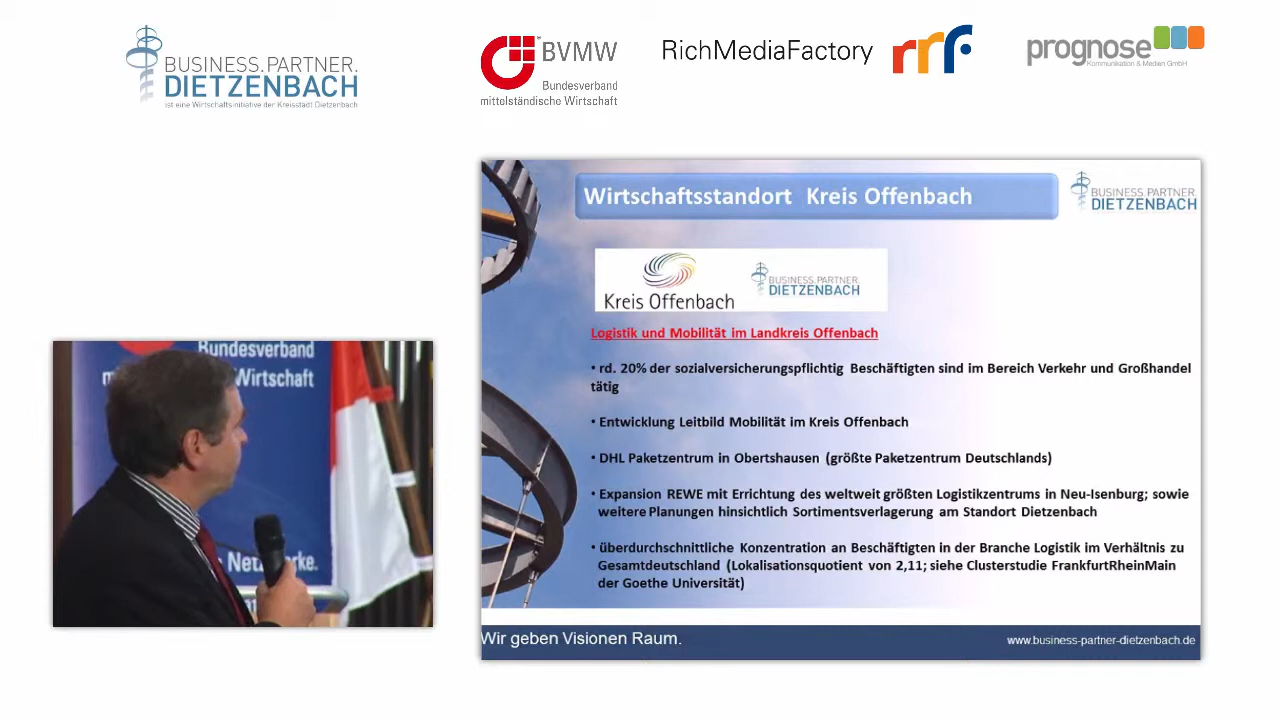 BUSINESS.PARTNER.
DIETZENBACH
ist eine Wirtschaftsinitiative der Kreisstadt Dietzenbach
BVMW
Bundesverband
mittelständische Wirtschaft
RichMediaFactory
rrf
prognose
Kommunikation & Medien GmbH
Wirtschaftsstandort Kreis Offenbach
BUSINESS.PARTNER.
DIETZENBACH
Kreis Offenbach
BUSINESS.PARTNER.
DIETZENBACH
Logistik und Mobilität im Landkreis Offenbach
• rd. 20% der sozialversicherungspflichtig Beschäftigten sind im Bereich Verkehr und Großhandel
tätig
• Entwicklung Leitbild Mobilität im Kreis Offenbach
• DHL Paketzentrum in Obertshausen (größte Paketzentrum Deutschlands)
• Expansion REWE mit Errichtung des weltweit größten Logistikzentrums in Neu-Isenburg; sowie
weitere Planungen hinsichtlich Sortimentsverlagerung am Standort Dietzenbach
• überdurchschnittliche Konzentration an Beschäftigten in der Branche Logistik im Verhältnis zu
Gesamtdeutschland (Lokalisationsquotient von 2,11; siehe Clusterstudie FrankfurtRheinMain
der Goethe Universität)
Wir geben Visionen Raum.
www.business-partner-dietzenbach.de
Bundesverband
Wirtschaft